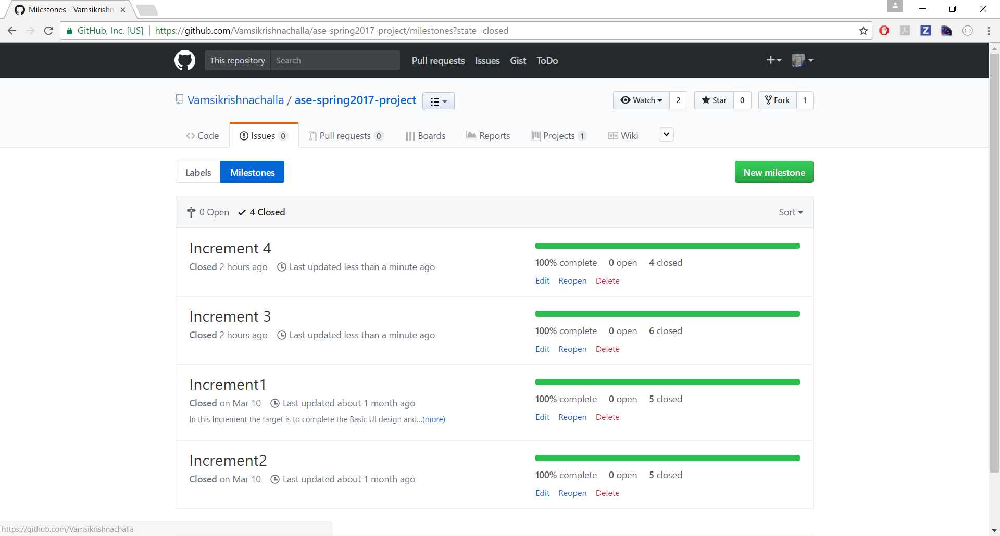 Milestones - Vamsikrishn
GitHub, Inc. [US] https://github.com/Vamsikrishnachalla/ase-spring2017-project/milestones?state=closed
This repository Search Pull requests Issues Gist ToDo
Vamsikrishnachalla / ase-spring2017-project Watch 2 Star 0 Fork 1
Code Issues 0 Pull requests 0 Boards Reports Projects 1 Wiki
Labels Milestones New milestone
0 Open 4 Closed Sort
Increment 4
Closed 2 hours ago Last updated less than a minute ago
100% complete 0 open 4 closed
Edit Reopen Delete
Increment 3
Closed 2 hours ago Last updated less than a minute ago
100% complete 0 open 6 closed
Edit Reopen Delete
Increment1
Closed on Mar 10 Last updated about 1 month ago
In this Increment the target is to complete the Basic UI design and...(more)
100% complete 0 open 5 closed
Edit Reopen Delete
Increment2
Closed on Mar 10 Last updated about 1 month ago
100% complete 0 open 5 closed
Edit Reopen Delete
https://github.com/Vamsikrishnachalla